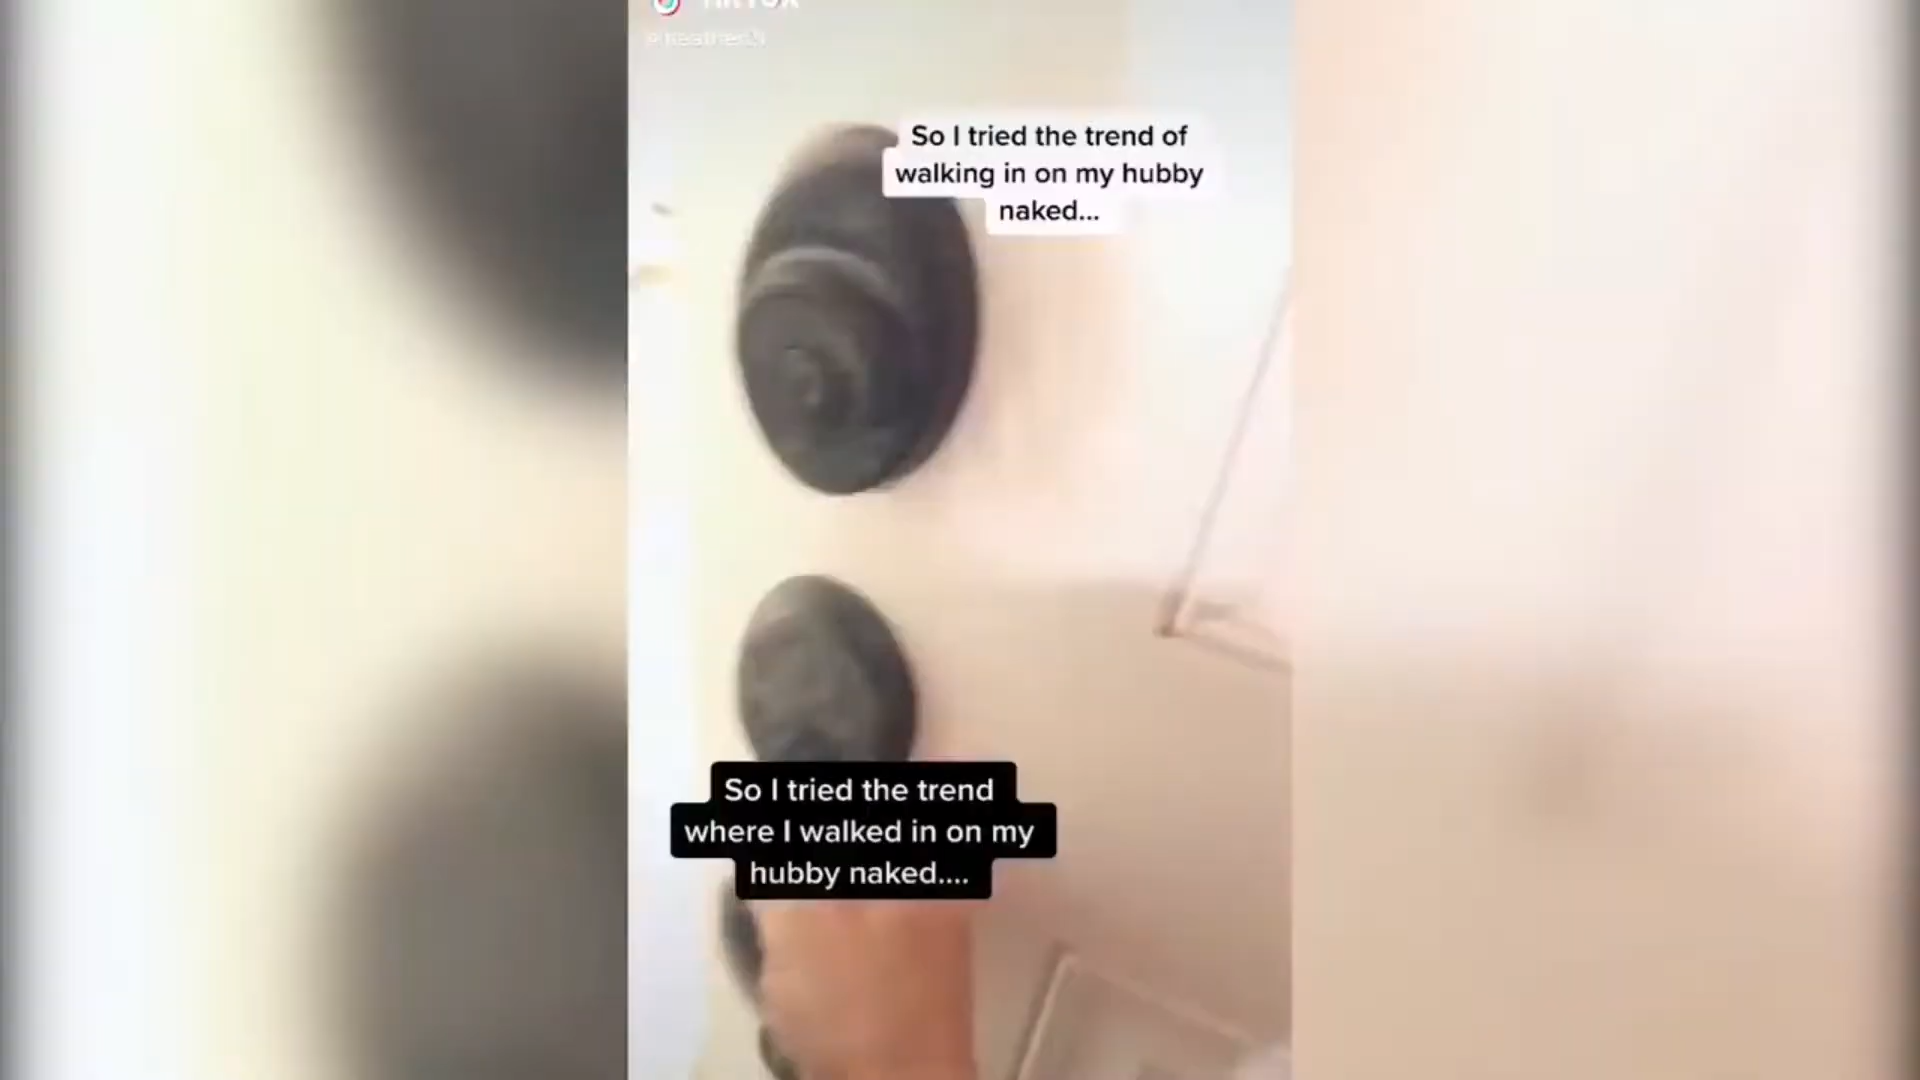 TikTok
So I tried the trend of
walking in on my hubby
naked...
So I tried the trend
where I walked in on my
hubby naked....